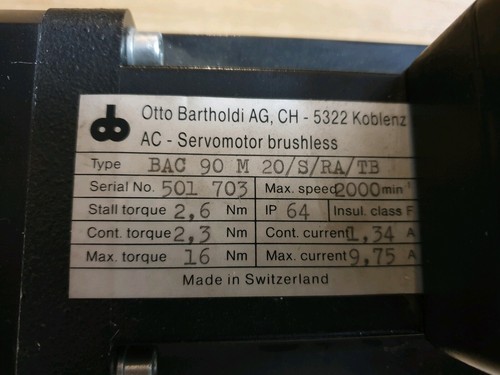 Otto Bartholdi AG, CH - 5322 Koblenz
AC - Servomotor brushless
Type BAC 90 M 20/S/RA/TB
Serial No. 501 703 Max. speed 2000 min⁻¹
Stall torque 2,6 Nm IP 64 Insul. class F
Cont. torque 2,3 Nm Cont. current 1,34 A
Max. torque 16 Nm Max. current 9,75 A
Made in Switzerland